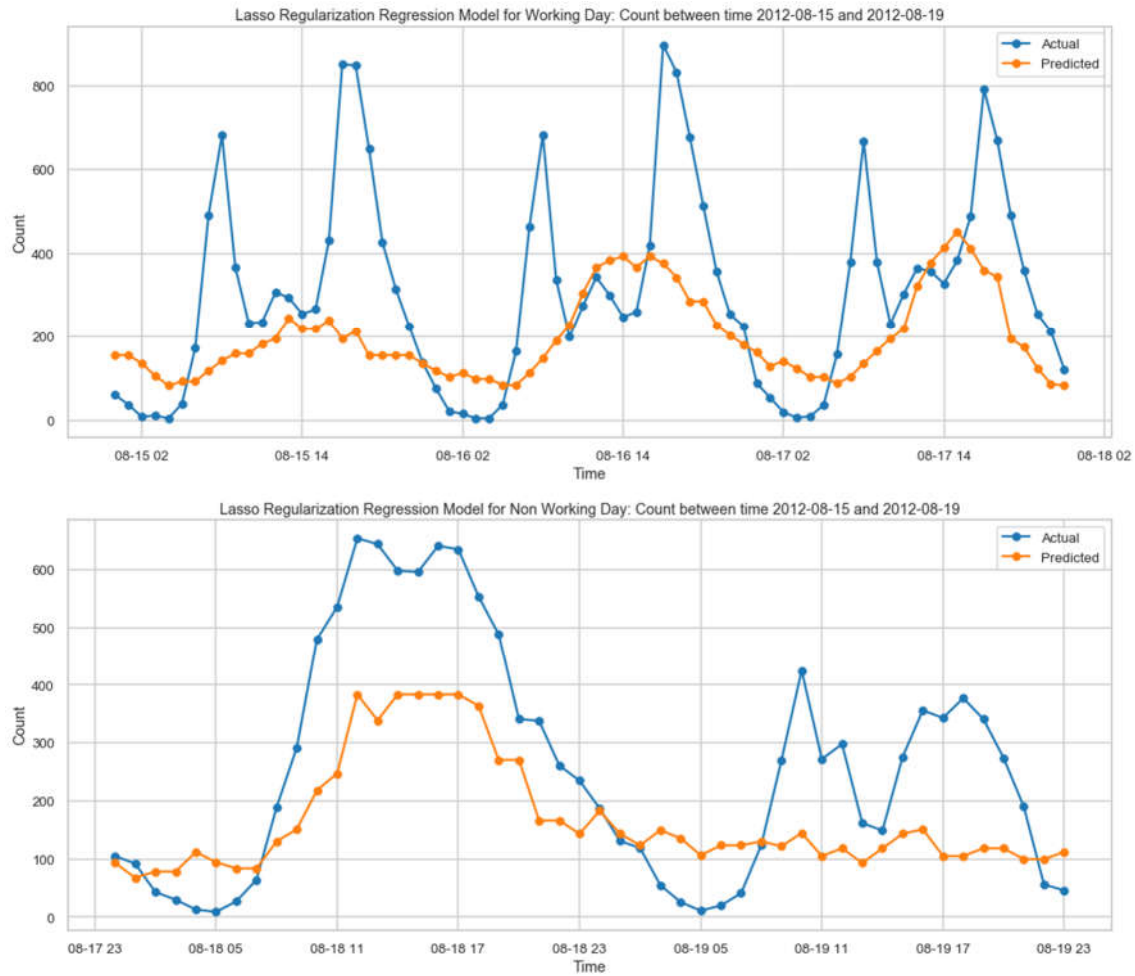 Lasso Regularization Regression Model for Working Day: Count between time 2012-08-15 and 2012-08-19
Actual
Predicted
Count
800
600
400
200
0
08-15 02 08-15 14 08-16 02 08-16 14 08-17 02 08-17 14 08-18 02
Time
Lasso Regularization Regression Model for Non Working Day: Count between time 2012-08-15 and 2012-08-19
Actual
Predicted
Count
600
500
400
300
200
100
0
08-17 23 08-18 05 08-18 11 08-18 17 08-18 23 08-19 05 08-19 11 08-19 17 08-19 23
Time